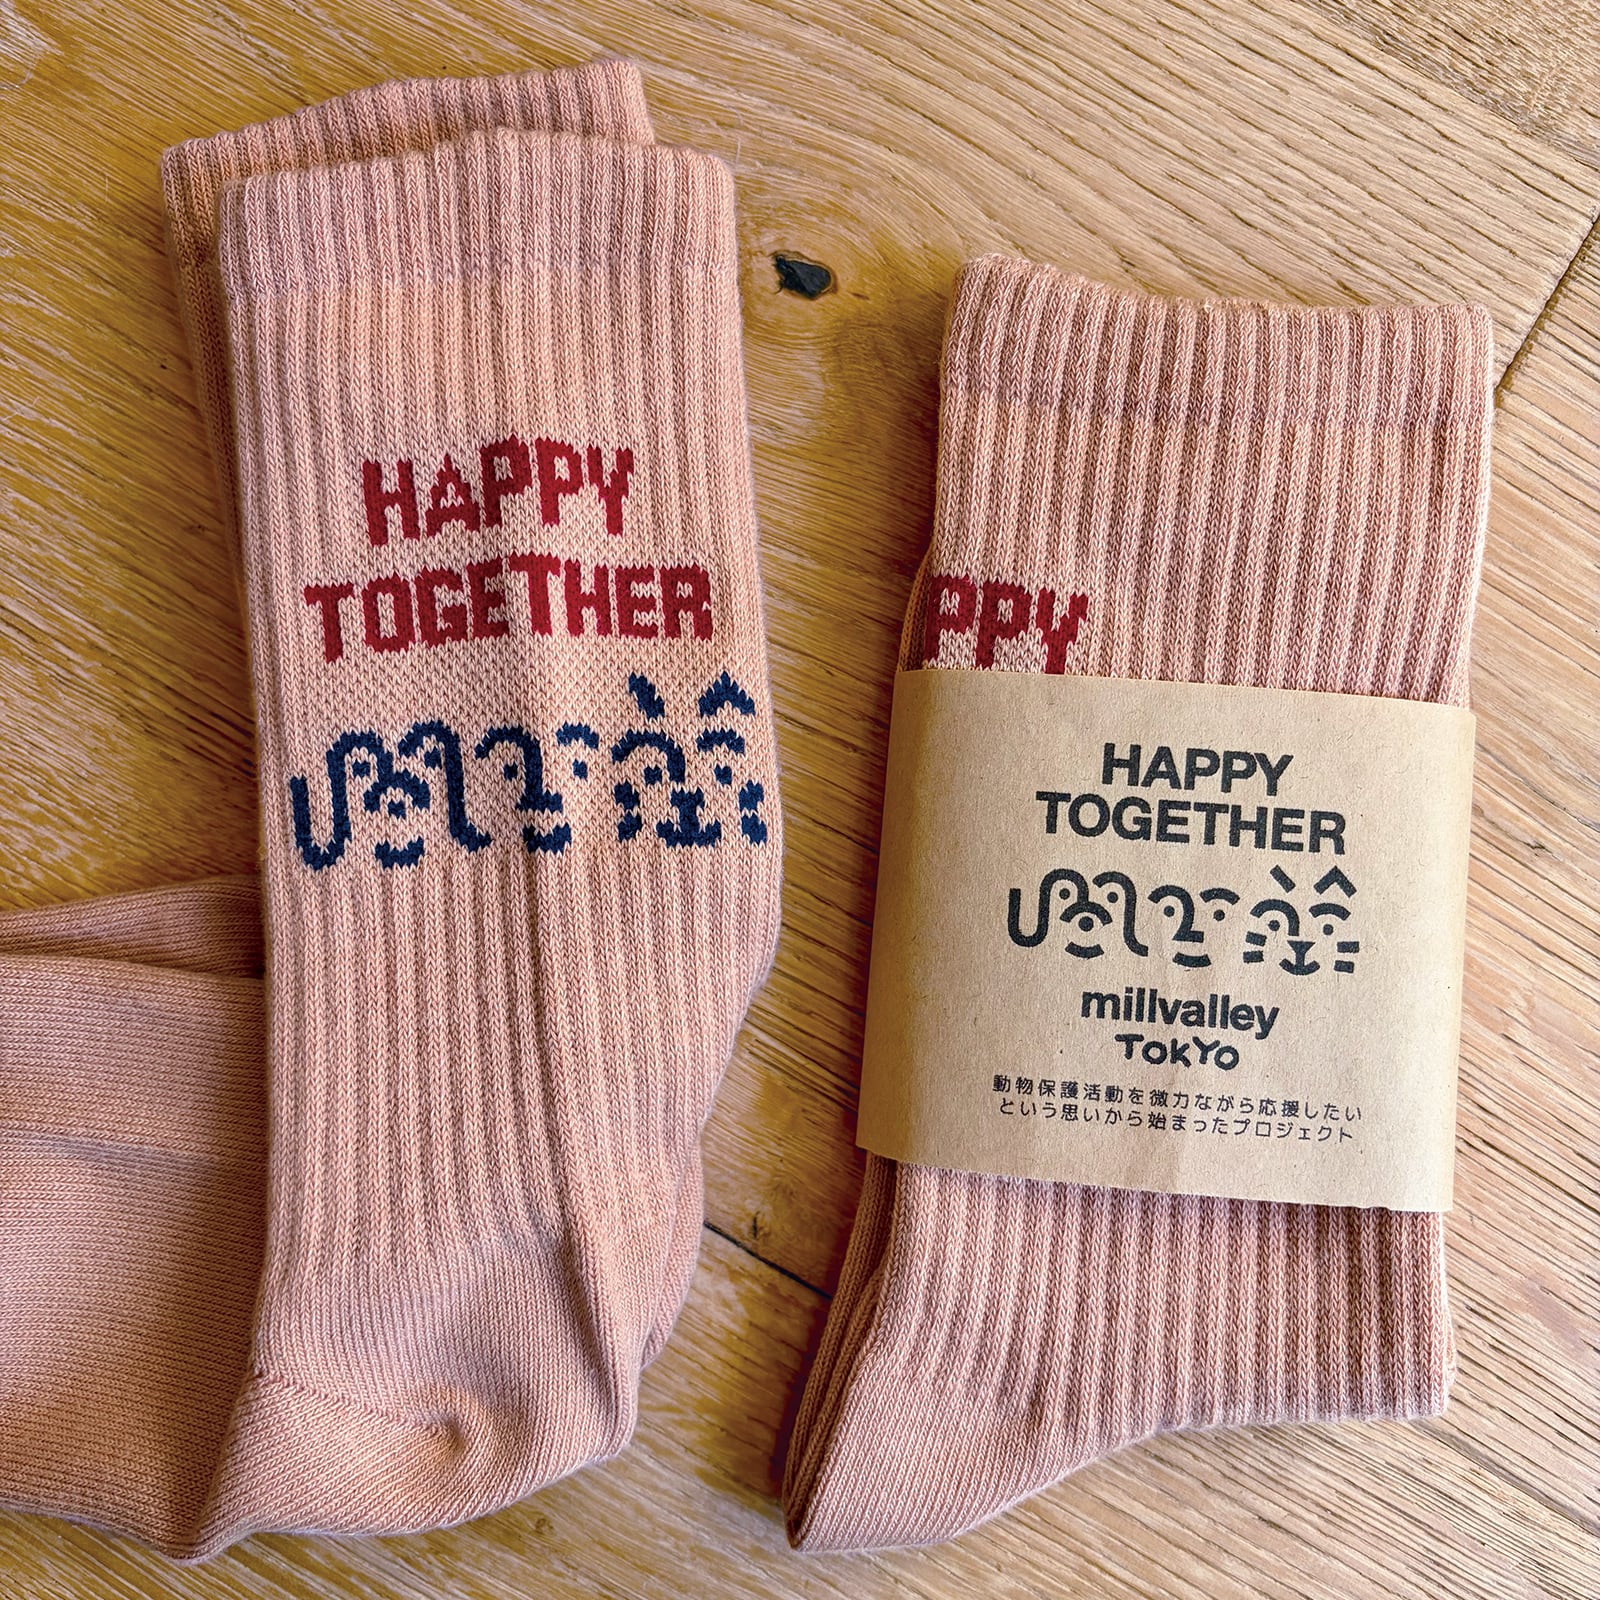 HAPPY
TOGETHER
PPY
HAPPY
TOGETHER
millvalley
TOKYO
動物保護活動を微力ながら応援したい
という思いから始まったプロジェクト